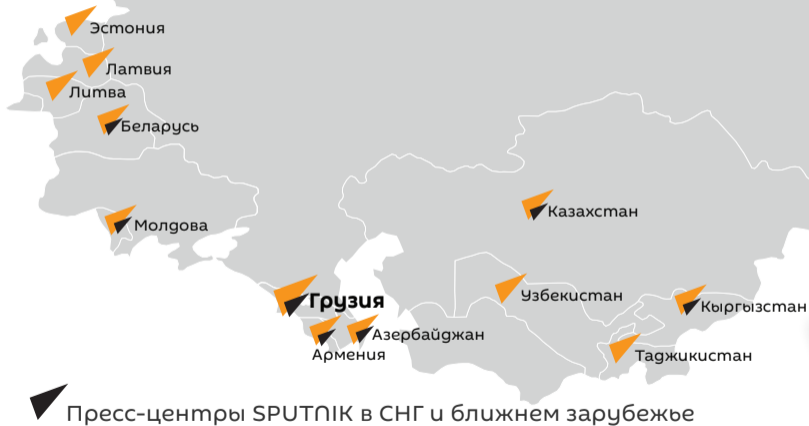 Эстония
Латвия
Литва
Беларусь
Молдова
Казахстан
Грузия
Узбекистан
Кыргызстан
Азербайджан
Армения
Таджикистан
Пресс-центры SPUTNIK в СНГ и ближнем зарубежье